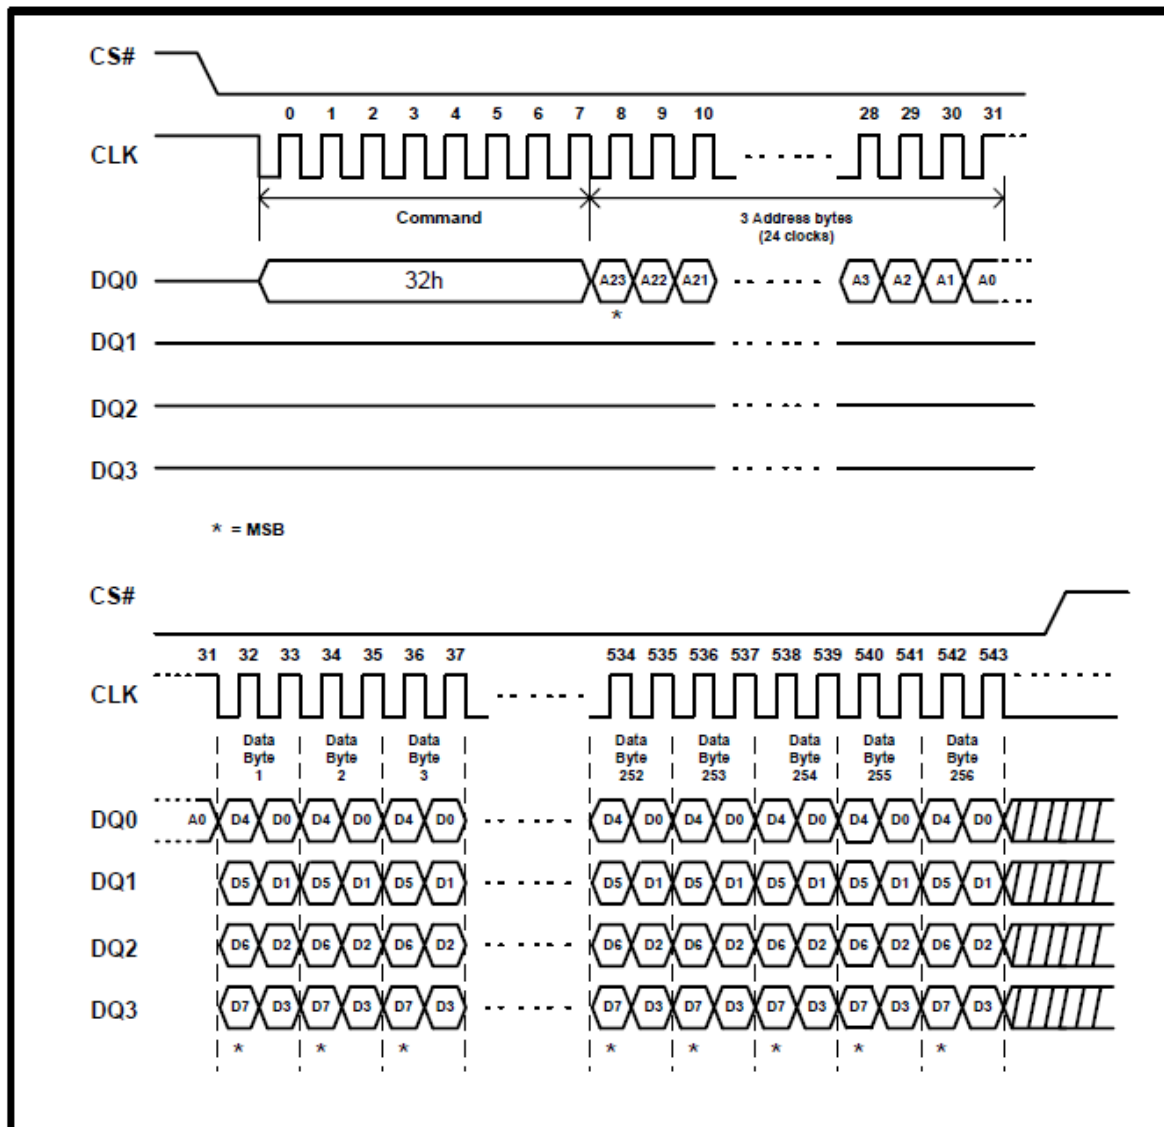 CS#
0 1 2 3 4 5 6 7 8 9 10 28 29 30 31
CLK
Command
3 Address bytes
(24 clocks)
DQ0 32h A23 A22 A21 A3 A2 A1 A0
*
DQ1
DQ2
DQ3
* = MSB
CS#
31 32 33 34 35 36 37 534 535 536 537 538 539 540 541 542 543
CLK
Data Data Data Data Data Data Data Data
Byte Byte Byte Byte Byte Byte Byte Byte
1 2 3 252 253 254 255 256
DQ0 A0 D4 D0 D4 D0 D4 D0 D4 D0 D4 D0 D4 D0 D4 D0 D4 D0
DQ1 D5 D1 D5 D1 D5 D1 D5 D1 D5 D1 D5 D1 D5 D1 D5 D1
DQ2 D6 D2 D6 D2 D6 D2 D6 D2 D6 D2 D6 D2 D6 D2 D6 D2
DQ3 D7 D3 D7 D3 D7 D3 D7 D3 D7 D3 D7 D3 D7 D3 D7 D3
* * * * * * * *